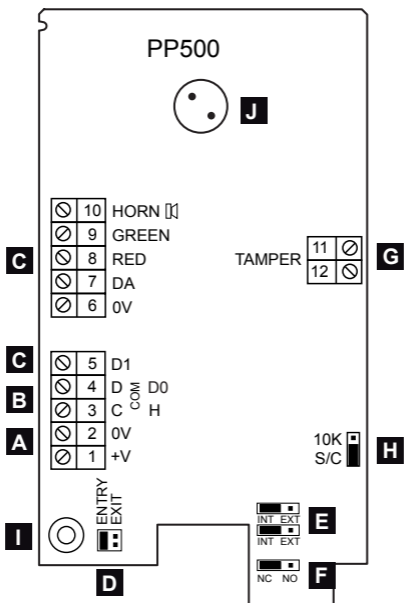 PP500
J
10 HORN
9 GREEN
C 8 RED TAMPER 11 G
7 DA 12
6 0V
C 5 D1
B 4 D COM D0
3 C H
A 2 0V 10K H
1 +V S/C
I ENTRY EXIT
INT EXT E
INT EXT
D NC NO F